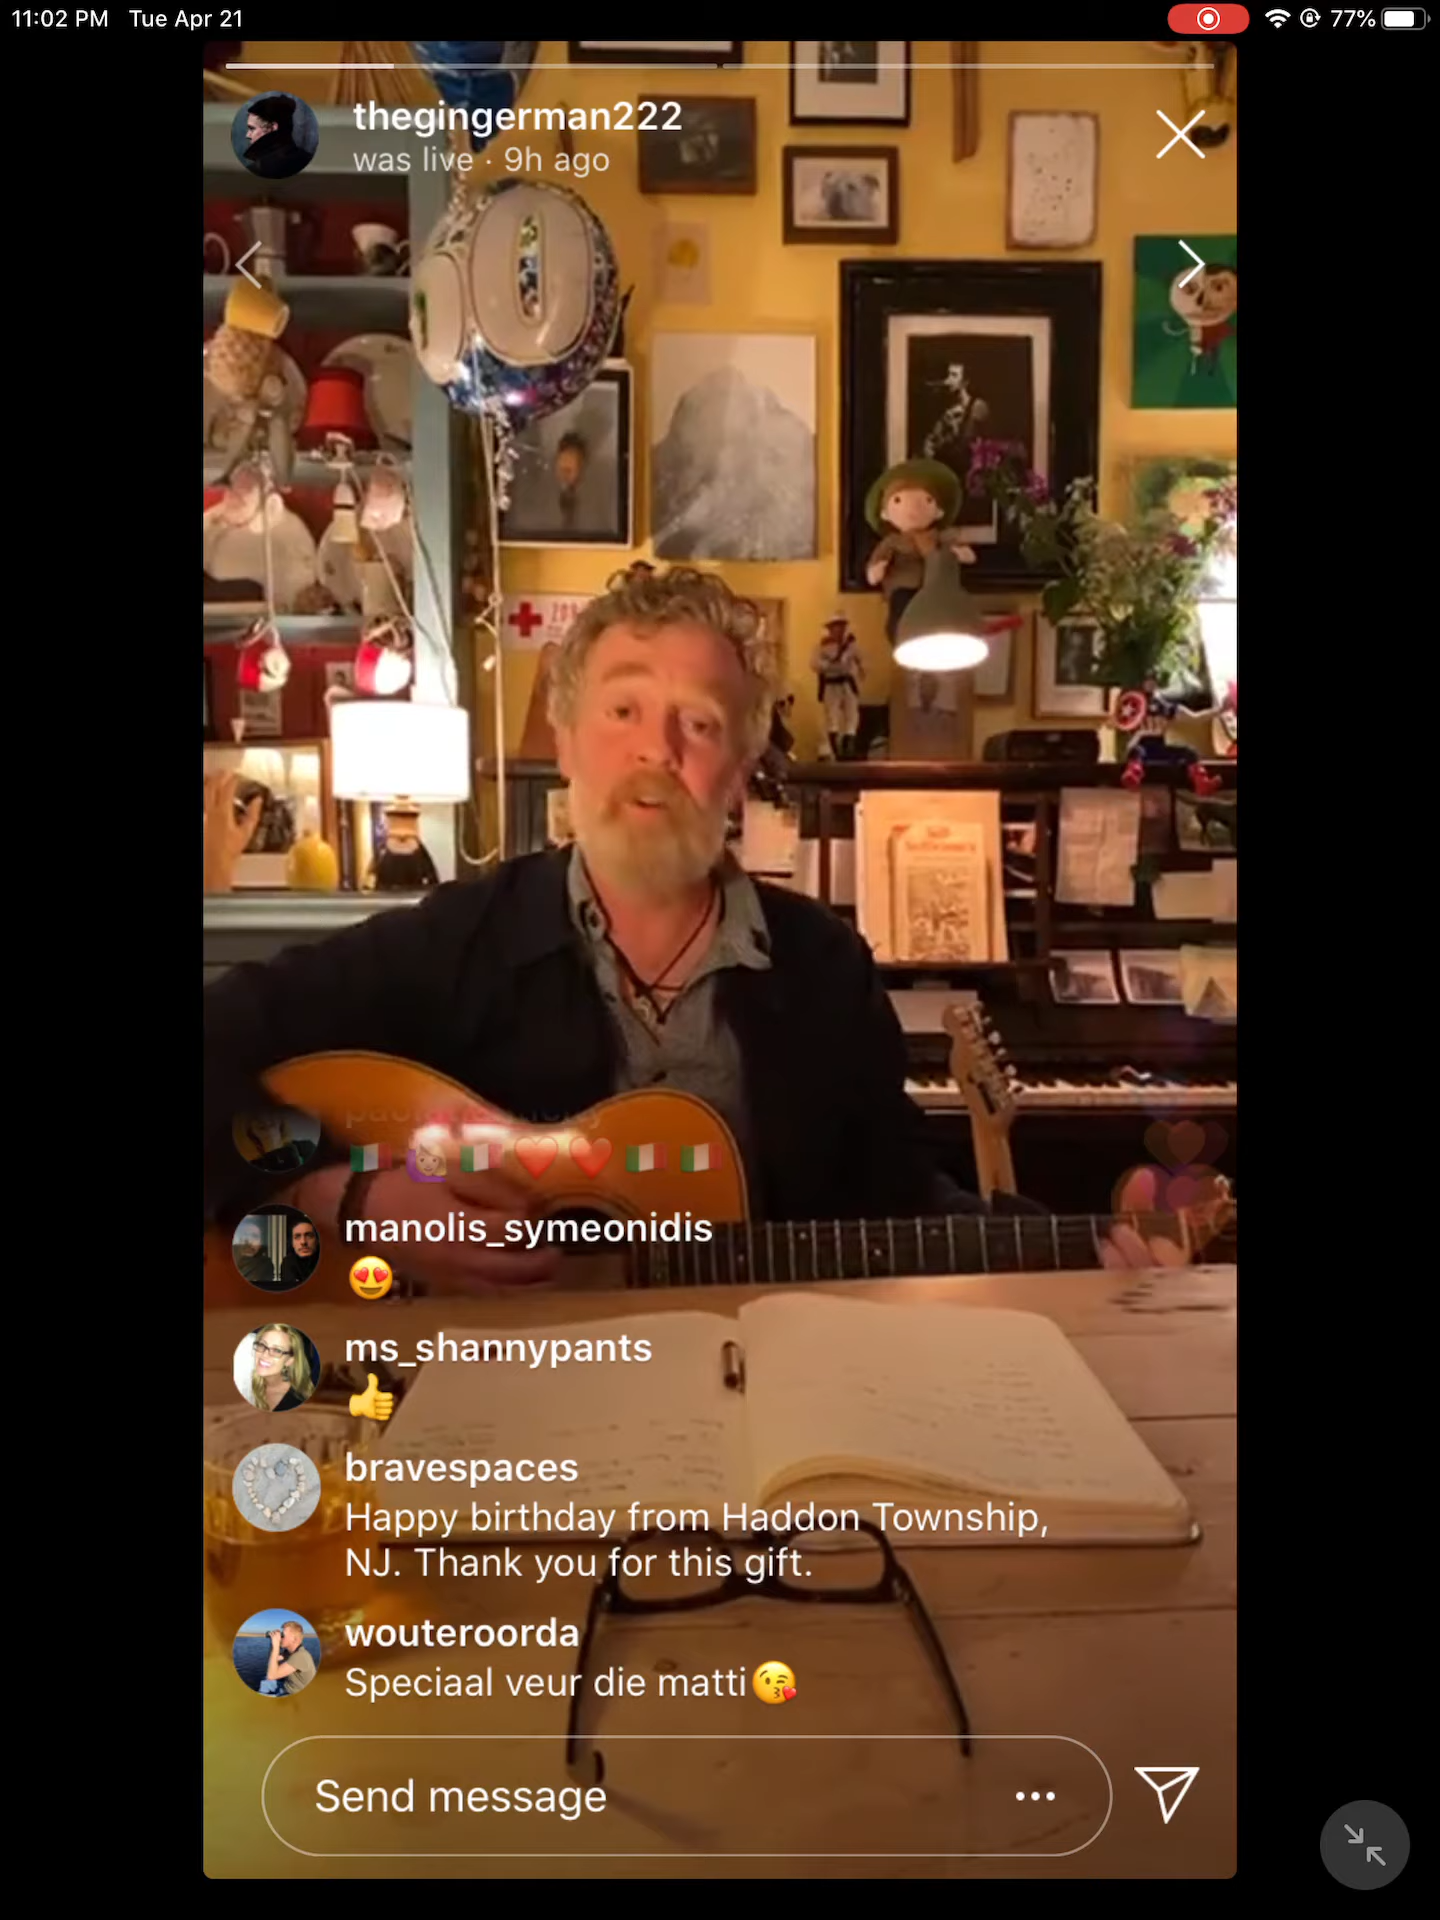 11:02 PM Tue Apr 21
77%
thegingerman222
was live · 9h ago
0
🇮🇹 🙋🏼‍♀️ 🇮🇹 ❤️ ❤️ 🇮🇹 🇮🇹
manolis_symeonidis
😍
ms_shannypants
👍
bravespaces
Happy birthday from Haddon Township,
NJ. Thank you for this gift.
wouteroorda
Speciaal veur die matti😘
Send message